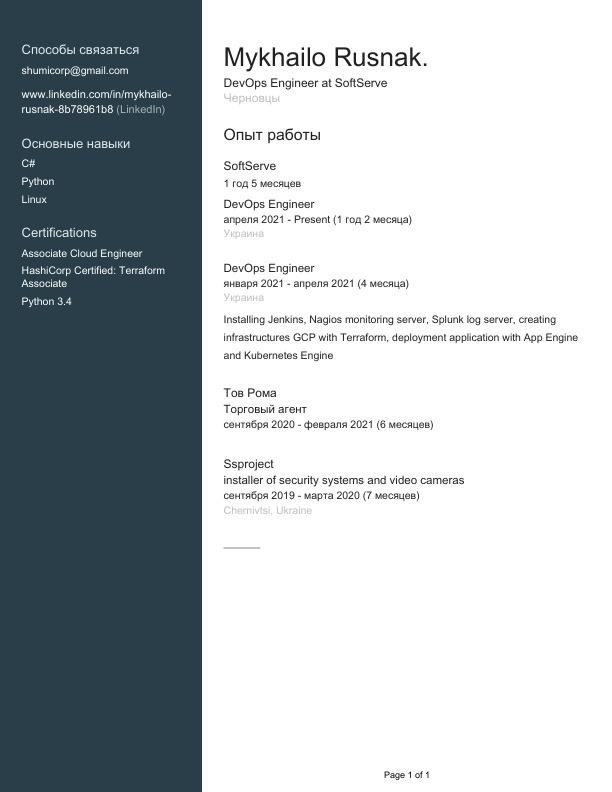 Способы связаться
shumicorp@gmail.com
www.linkedin.com/in/mykhailo-
rusnak-8b78961b8 (LinkedIn)
Основные навыки
C#
Python
Linux
Certifications
Associate Cloud Engineer
HashiCorp Certified: Terraform
Associate
Python 3.4
Mykhailo Rusnak.
DevOps Engineer at SoftServe
Черновцы
Опыт работы
SoftServe
1 год 5 месяцев
DevOps Engineer
апреля 2021 - Present (1 год 2 месяца)
Украина
DevOps Engineer
января 2021 - апреля 2021 (4 месяца)
Украина
Installing Jenkins, Nagios monitoring server, Splunk log server, creating
infrastructures GCP with Terraform, deployment application with App Engine
and Kubernetes Engine
Тов Рома
Торговый агент
сентября 2020 - февраля 2021 (6 месяцев)
Ssproject
installer of security systems and video cameras
сентября 2019 - марта 2020 (7 месяцев)
Chernivtsi, Ukraine
Page 1 of 1